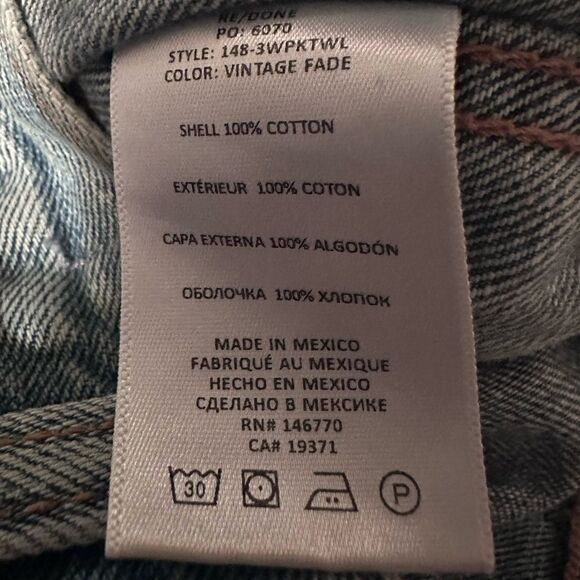 RE/DONE
PO: 6070
STYLE: 148-3WPKTWL
COLOR: VINTAGE FADE
SHELL 100% COTTON
EXTÉRIEUR 100% COTON
CAPA EXTERNA 100% ALGODÓN
ОБОЛОЧКА 100% ХЛОПОК
MADE IN MEXICO
FABRIQUÉ AU MEXIQUE
HECHO EN MEXICO
СДЕЛАНО В МЕКСИКЕ
RN# 146770
CA# 19371
30 P